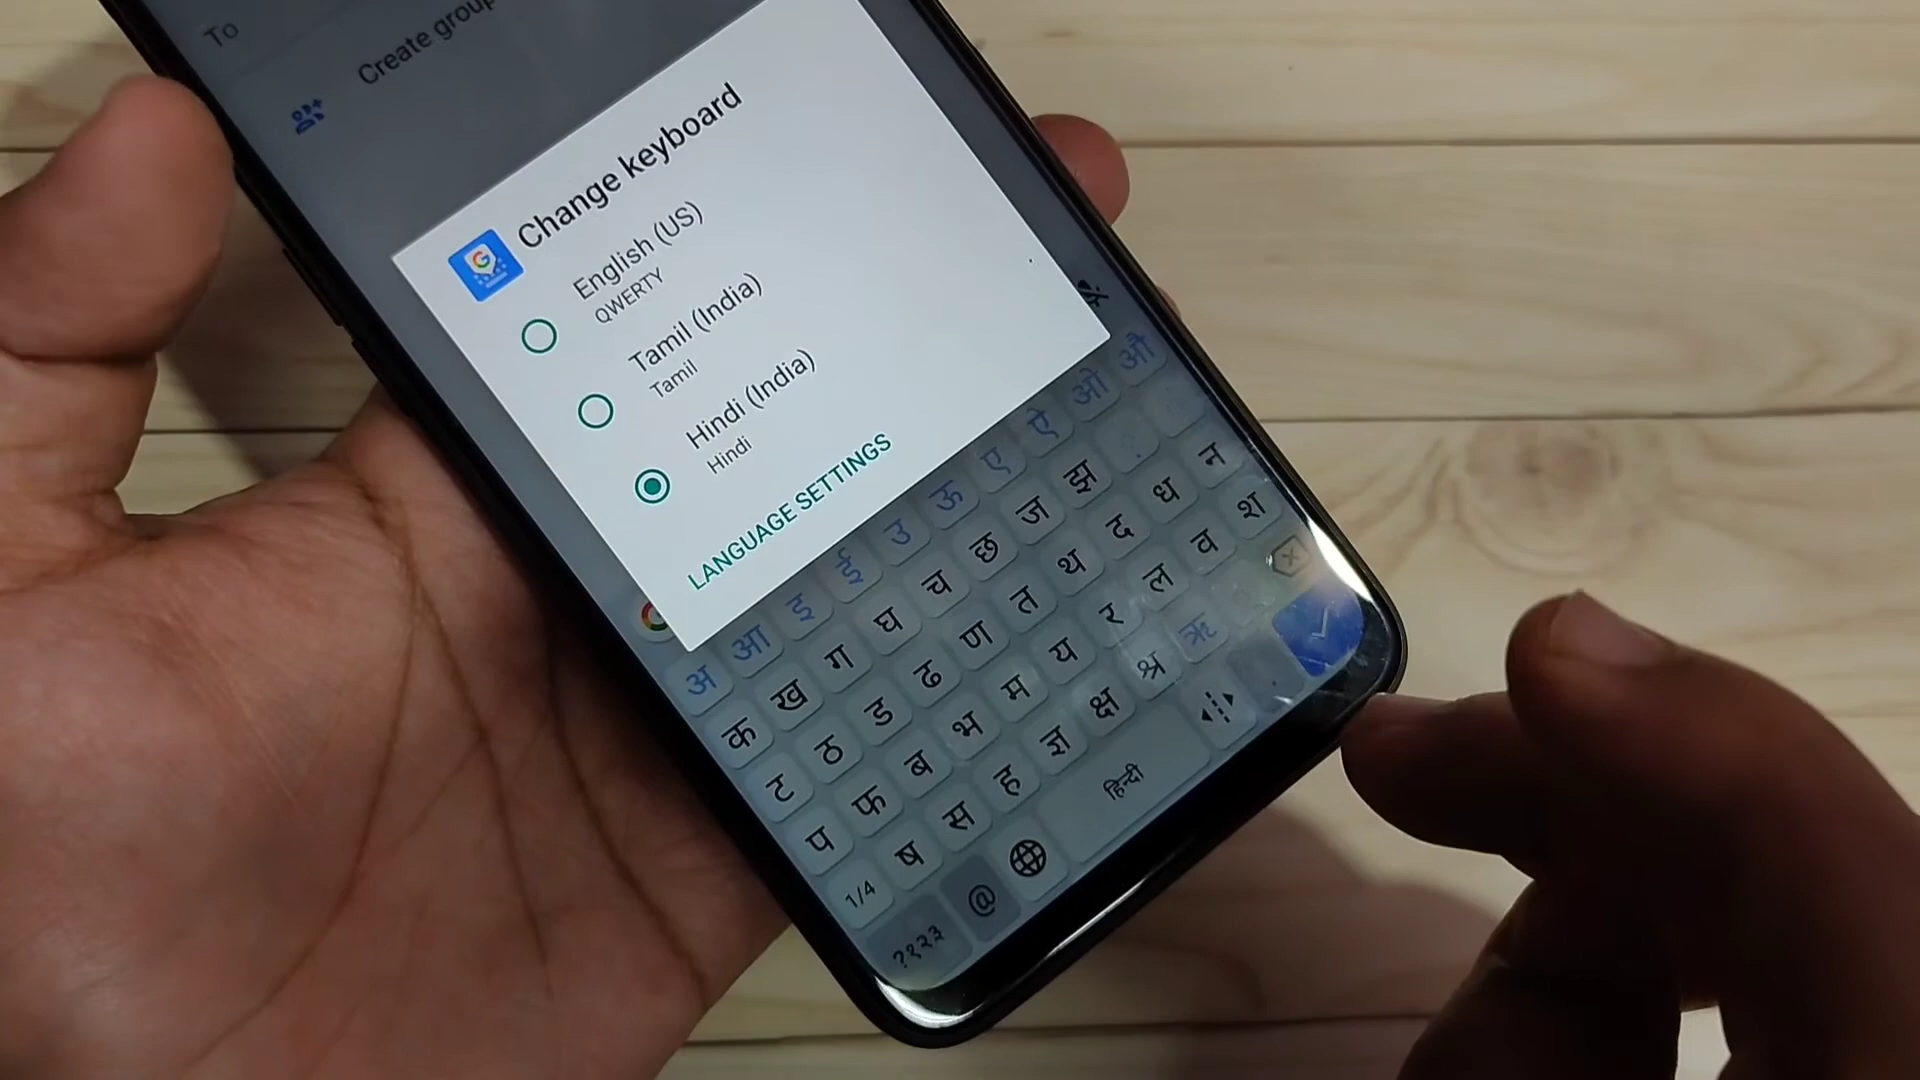 To
Create group
Change keyboard
English (US)
QWERTY
Tamil (India)
Tamil
Hindi (India)
Hindi
LANGUAGE SETTINGS
अ आ इ ई उ ऊ ए ऐ ओ औ
क ख ग घ च छ ज झ
ट ठ ड ढ ण त थ द ध न
प फ ब भ म य र ल व श
1/4 ष स ह ज्ञ क्ष श्र ऋ
?१२३ @ हिन्दी .